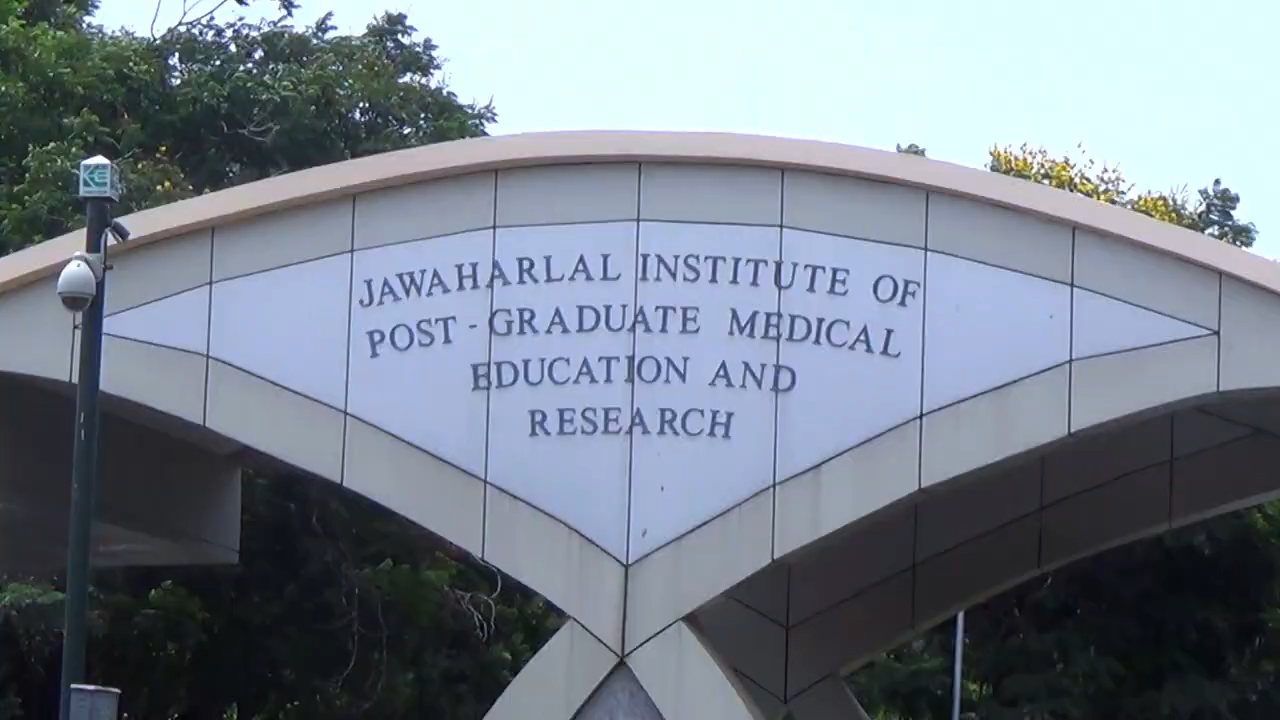 JAWAHARLAL INSTITUTE OF
POST - GRADUATE MEDICAL
EDUCATION AND
RESEARCH